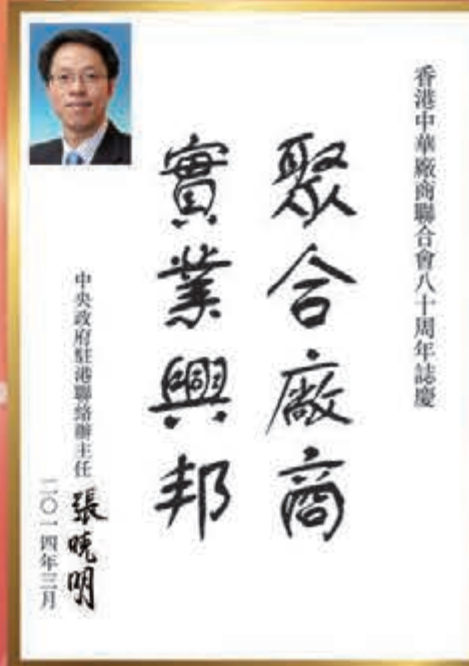 香港中華廠商聯合會八十周年誌慶
聚合廠商
實業興邦
中央政府駐港聯絡辦主任 張曉明
二〇一四年三月